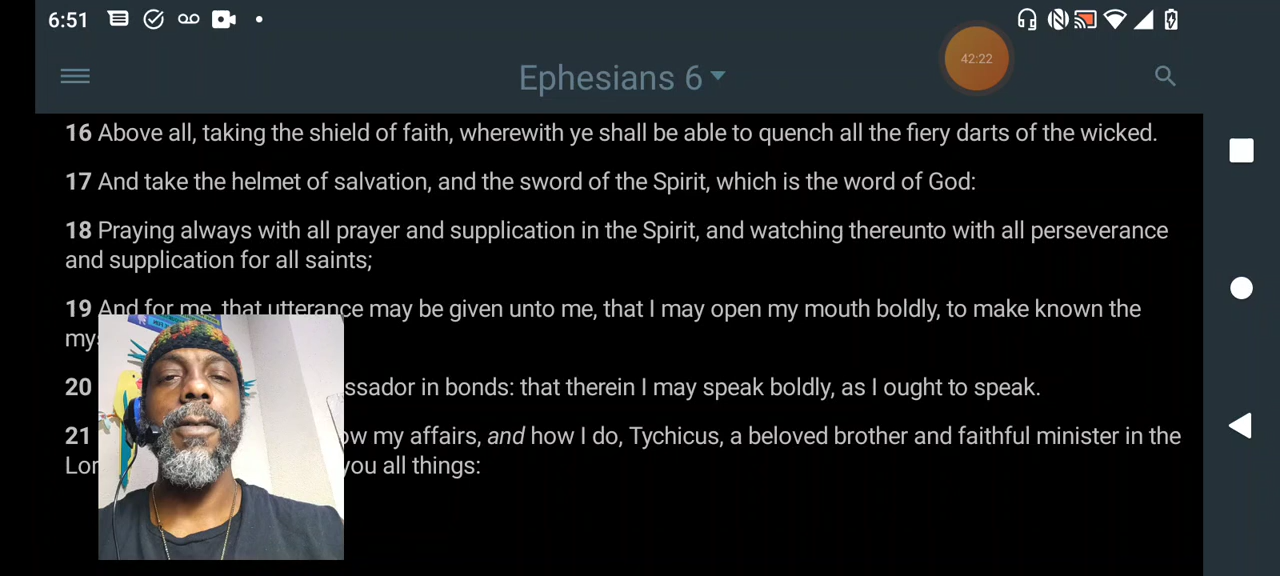 6:51
42:22
Ephesians 6
16 Above all, taking the shield of faith, wherewith ye shall be able to quench all the fiery darts of the wicked.
17 And take the helmet of salvation, and the sword of the Spirit, which is the word of God:
18 Praying always with all prayer and supplication in the Spirit, and watching thereunto with all perseverance
and supplication for all saints;
19 And for me, that utterance may be given unto me, that I may open my mouth boldly, to make known the
20 ssador in bonds: that therein I may speak boldly, as I ought to speak.
21 ow my affairs, and how I do, Tychicus, a beloved brother and faithful minister in the
Lor you all things: